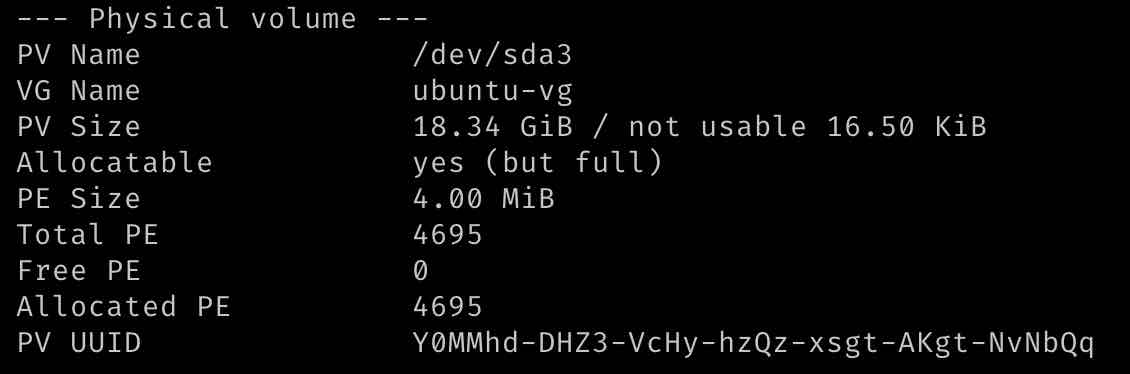 --- Physical volume ---
PV Name               /dev/sda3
VG Name               ubuntu-vg
PV Size               18.34 GiB / not usable 16.50 KiB
Allocatable           yes (but full)
PE Size               4.00 MiB
Total PE              4695
Free PE               0
Allocated PE          4695
PV UUID               Y0MMhd-DHZ3-VcHy-hzQz-xsgt-AKgt-NvNbQq